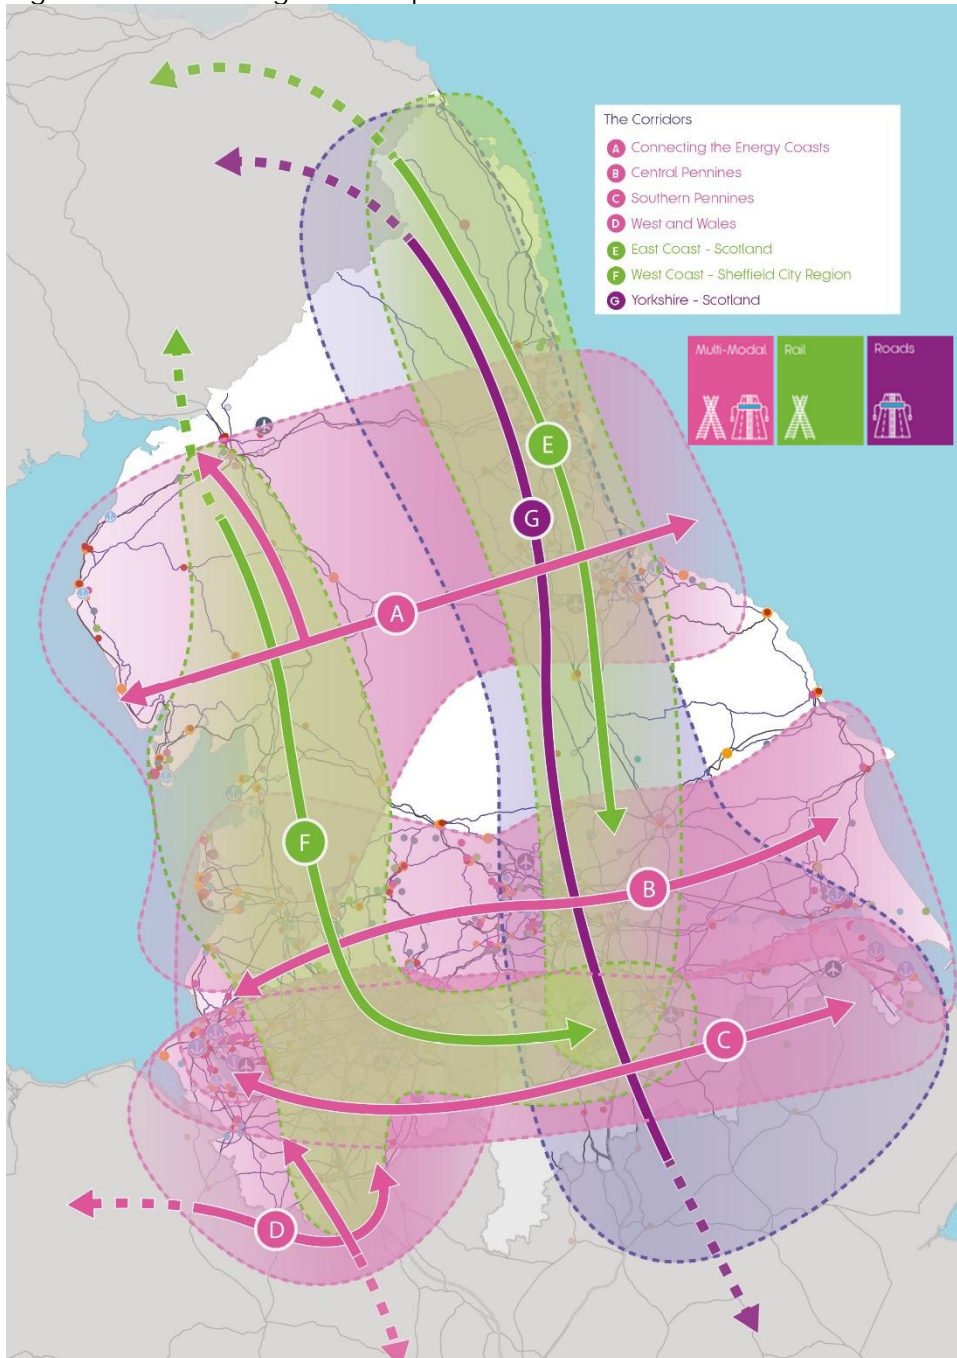 The Corridors
A Connecting the Energy Coasts
B Central Pennines
C Southern Pennines
D West and Wales
E East Coast - Scotland
F West Coast - Sheffield City Region
G Yorkshire - Scotland
Multi-Modal
Rail
Roads
E
G
A
F
B
C
D